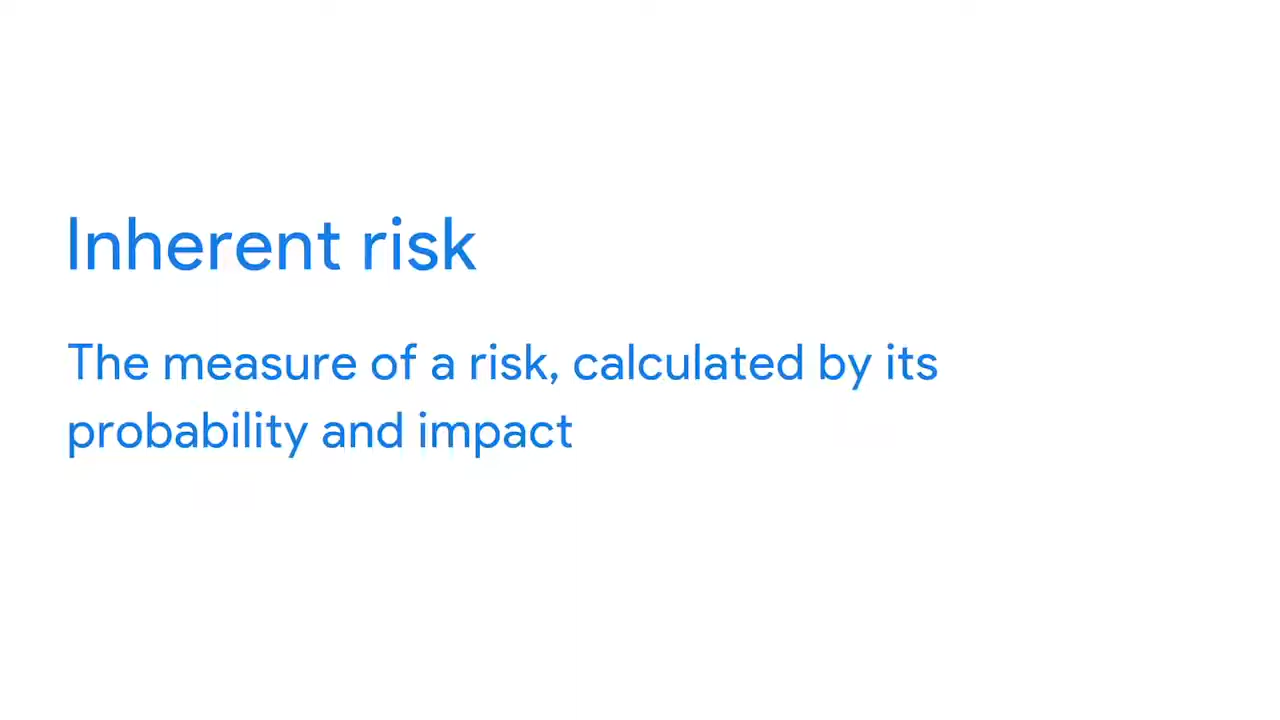 Inherent risk
The measure of a risk, calculated by its
probability and impact